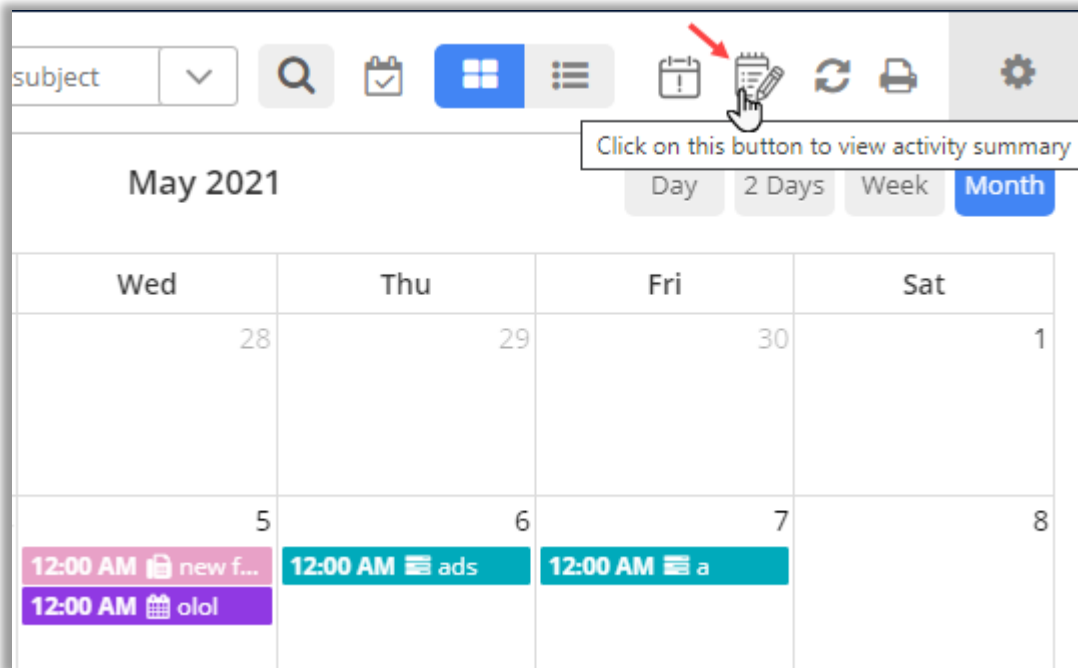 subject
Click on this button to view activity summary
May 2021
Day 2 Days Week Month
Wed Thu Fri Sat
28 29 30 1
5 6 7 8
12:00 AM new f... 12:00 AM ads 12:00 AM a
12:00 AM olol